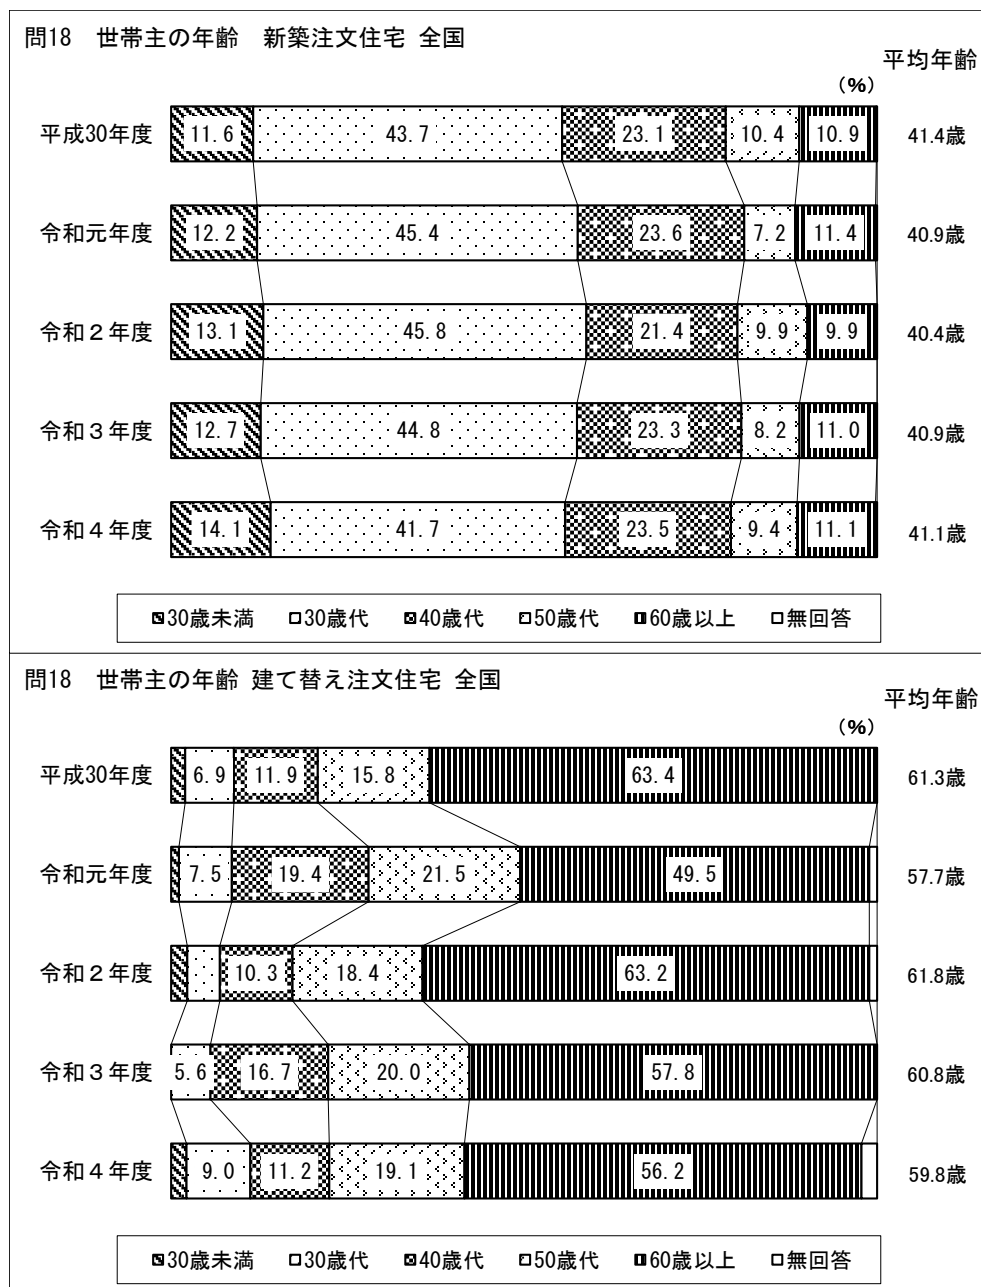 問18　世帯主の年齢　新築注文住宅 全国
平均年齢
(%)
平成30年度 11.6 43.7 23.1 10.4 10.9 41.4歳
令和元年度 12.2 45.4 23.6 7.2 11.4 40.9歳
令和２年度 13.1 45.8 21.4 9.9 9.9 40.4歳
令和３年度 12.7 44.8 23.3 8.2 11.0 40.9歳
令和４年度 14.1 41.7 23.5 9.4 11.1 41.1歳
30歳未満 30歳代 40歳代 50歳代 60歳以上 無回答
問18　世帯主の年齢 建て替え注文住宅 全国
平均年齢
(%)
平成30年度 6.9 11.9 15.8 63.4 61.3歳
令和元年度 7.5 19.4 21.5 49.5 57.7歳
令和２年度 10.3 18.4 63.2 61.8歳
令和３年度 5.6 16.7 20.0 57.8 60.8歳
令和４年度 9.0 11.2 19.1 56.2 59.8歳
30歳未満 30歳代 40歳代 50歳代 60歳以上 無回答